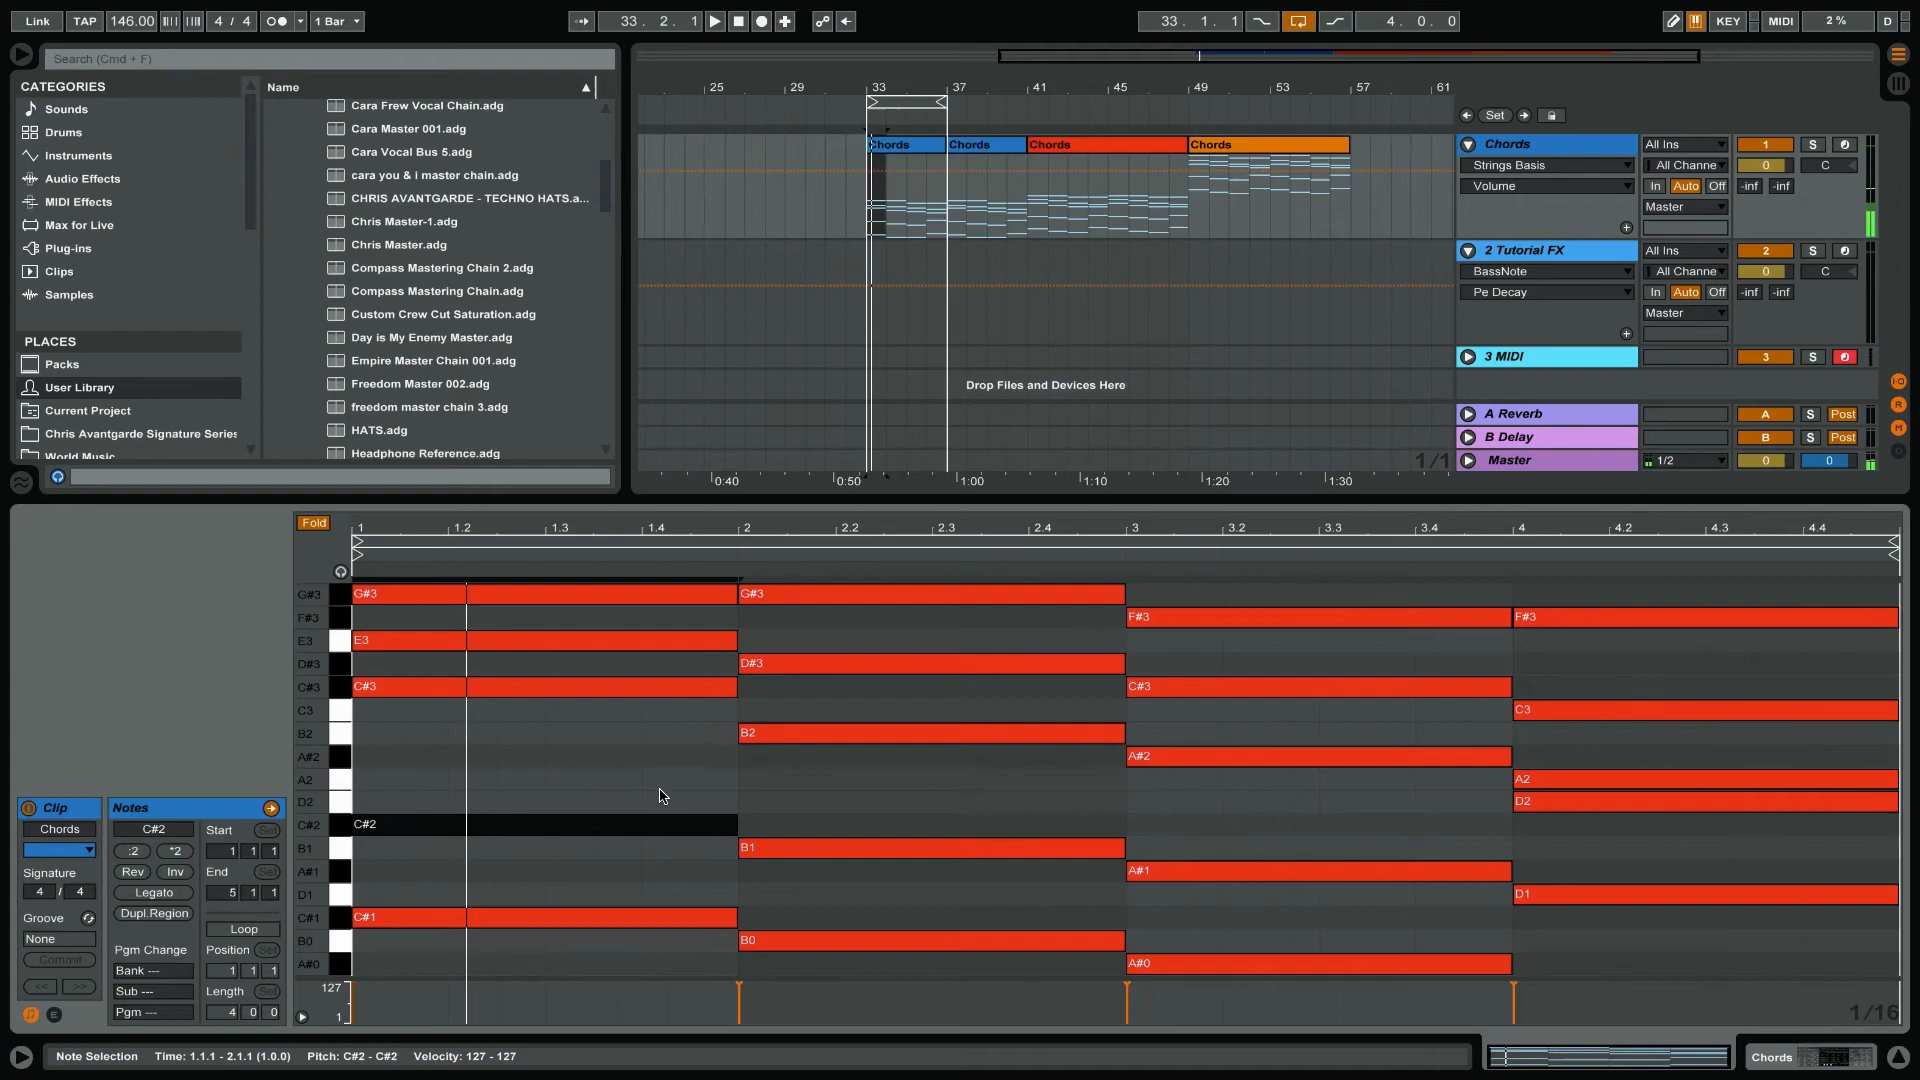 Link TAP 146.00 4 / 4 1 Bar 33. 2. 1 33. 1. 1 4. 0. 0 KEY MIDI 2 % D
Search (Cmd + F)
CATEGORIES
Sounds
Drums
Instruments
Audio Effects
MIDI Effects
Max for Live
Plug-ins
Clips
Samples
PLACES
Packs
User Library
Current Project
Chris Avantgarde Signature Series
World Music
Name
Cara Frew Vocal Chain.adg
Cara Master 001.adg
Cara Vocal Bus 5.adg
cara you & i master chain.adg
CHRIS AVANTGARDE - TECHNO HATS.a...
Chris Master-1.adg
Chris Master.adg
Compass Mastering Chain 2.adg
Compass Mastering Chain.adg
Custom Crew Cut Saturation.adg
Day is My Enemy Master.adg
Empire Master Chain 001.adg
Freedom Master 002.adg
freedom master chain 3.adg
HATS.adg
Headphone Reference.adg
25 29 33 37 41 45 49 53 57 61
Set
Chords Chords Chords Chords
Drop Files and Devices Here
1/1
0:40 0:50 1:00 1:10 1:20 1:30
Chords All Ins 1 S
Strings Basis All Channe 0 C
Volume In Auto Off -inf -inf
Master
2 Tutorial FX All Ins 2 S
BassNote All Channe 0 C
Pe Decay In Auto Off -inf -inf
Master
3 MIDI 3 S
A Reverb A S Post
B Delay B S Post
Master 1/2 0 0
I-O
R
M
Fold 1 1.2 1.3 1.4 2 2.2 2.3 2.4 3 3.2 3.3 3.4 4 4.2 4.3 4.4
G#3 G#3 G#3
F#3 F#3 F#3
E3 E3
D#3 D#3
C#3 C#3 C#3
C3 C3
B2 B2
A#2 A#2
A2 A2
D2 D2
C#2 C#2
B1 B1
A#1 A#1
D1 D1
C#1 C#1
B0 B0
A#0 A#0
127
1
1/16
Clip
Chords
Signature
4 / 4
Groove
None
Commit
<< >>
E
Notes
C#2
:2 *2
Rev Inv
Legato
Dupl.Region
Pgm Change
Bank ---
Sub ---
Pgm ---
Start Set
1 1 1
End Set
5 1 1
Loop
Position Set
1 1 1
Length Set
4 0 0
Note Selection Time: 1.1.1 - 2.1.1 (1.0.0) Pitch: C#2 - C#2 Velocity: 127 - 127
Chords